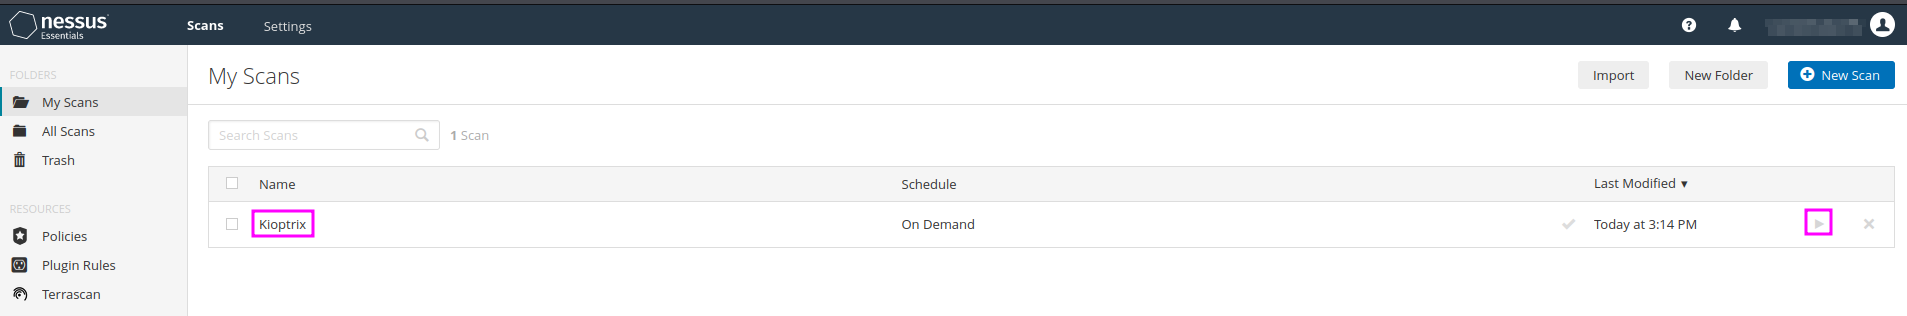 nessus
Essentials
Scans
Settings
FOLDERS
My Scans
All Scans
Trash
RESOURCES
Policies
Plugin Rules
Terrascan
My Scans
Import
New Folder
New Scan
Search Scans
1 Scan
Name Schedule Last Modified ▼
Kioptrix On Demand Today at 3:14 PM